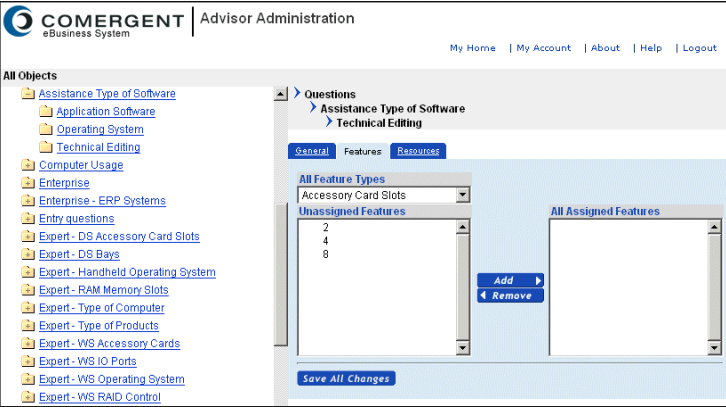 COMERGENT
eBusiness System
Advisor Administration
My Home | My Account | About | Help | Logout
All Objects
Assistance Type of Software
Application Software
Operating System
Technical Editing
Computer Usage
Enterprise
Enterprise - ERP Systems
Entry questions
Expert - DS Accessory Card Slots
Expert - DS Bays
Expert - Handheld Operating System
Expert - RAM Memory Slots
Expert - Type of Computer
Expert - Type of Products
Expert - WS Accessory Cards
Expert - WS IO Ports
Expert - WS Operating System
Expert - WS RAID Control
Questions
Assistance Type of Software
Technical Editing
General Features Resources
All Feature Types
Accessory Card Slots
Unassigned Features
2
4
8
Add
Remove
All Assigned Features
Save All Changes